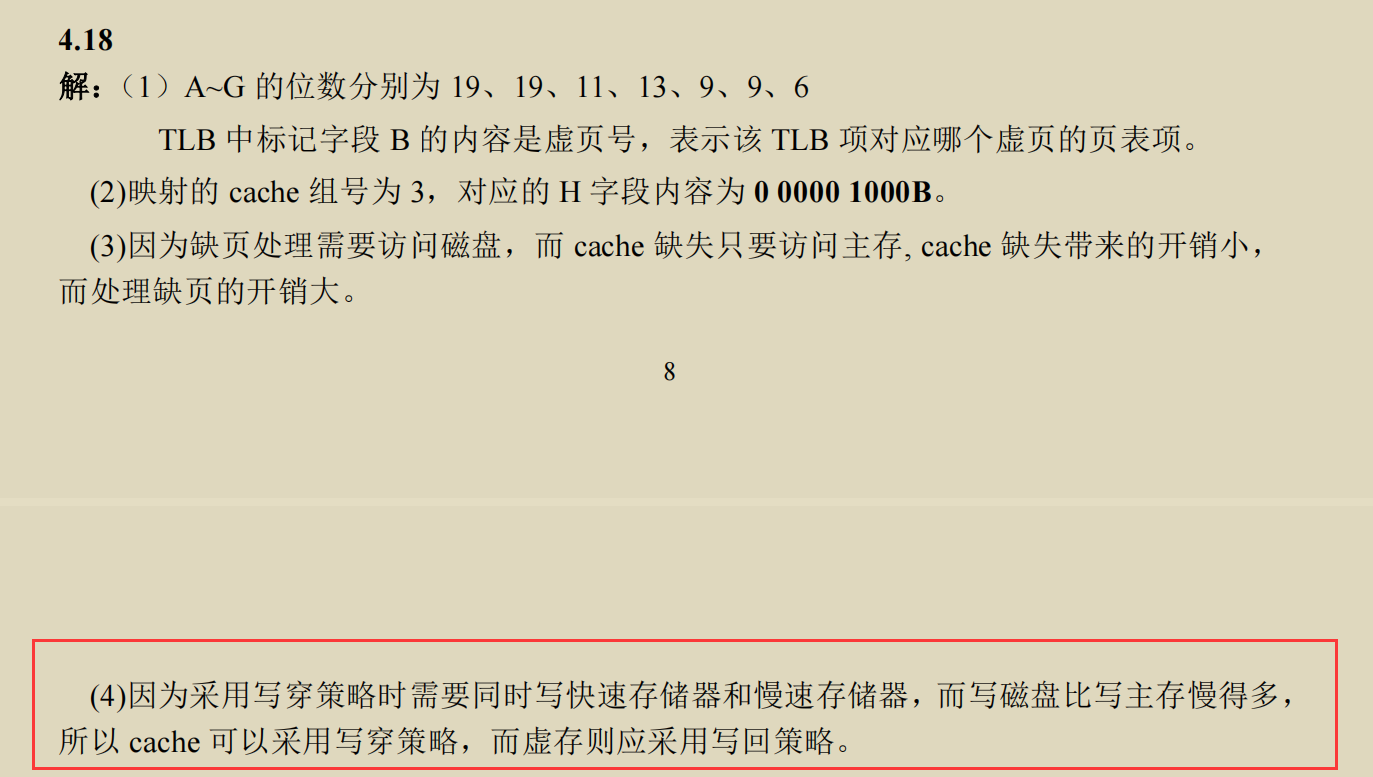 4.18
解：（1）A~G 的位数分别为 19、19、11、13、9、9、6
TLB 中标记字段 B 的内容是虚页号，表示该 TLB 项对应哪个虚页的页表项。
(2)映射的 cache 组号为 3，对应的 H 字段内容为 0 0000 1000B。
(3)因为缺页处理需要访问磁盘，而 cache 缺失只要访问主存, cache 缺失带来的开销小，
而处理缺页的开销大。
8
(4)因为采用写穿策略时需要同时写快速存储器和慢速存储器，而写磁盘比写主存慢得多，
所以 cache 可以采用写穿策略，而虚存则应采用写回策略。